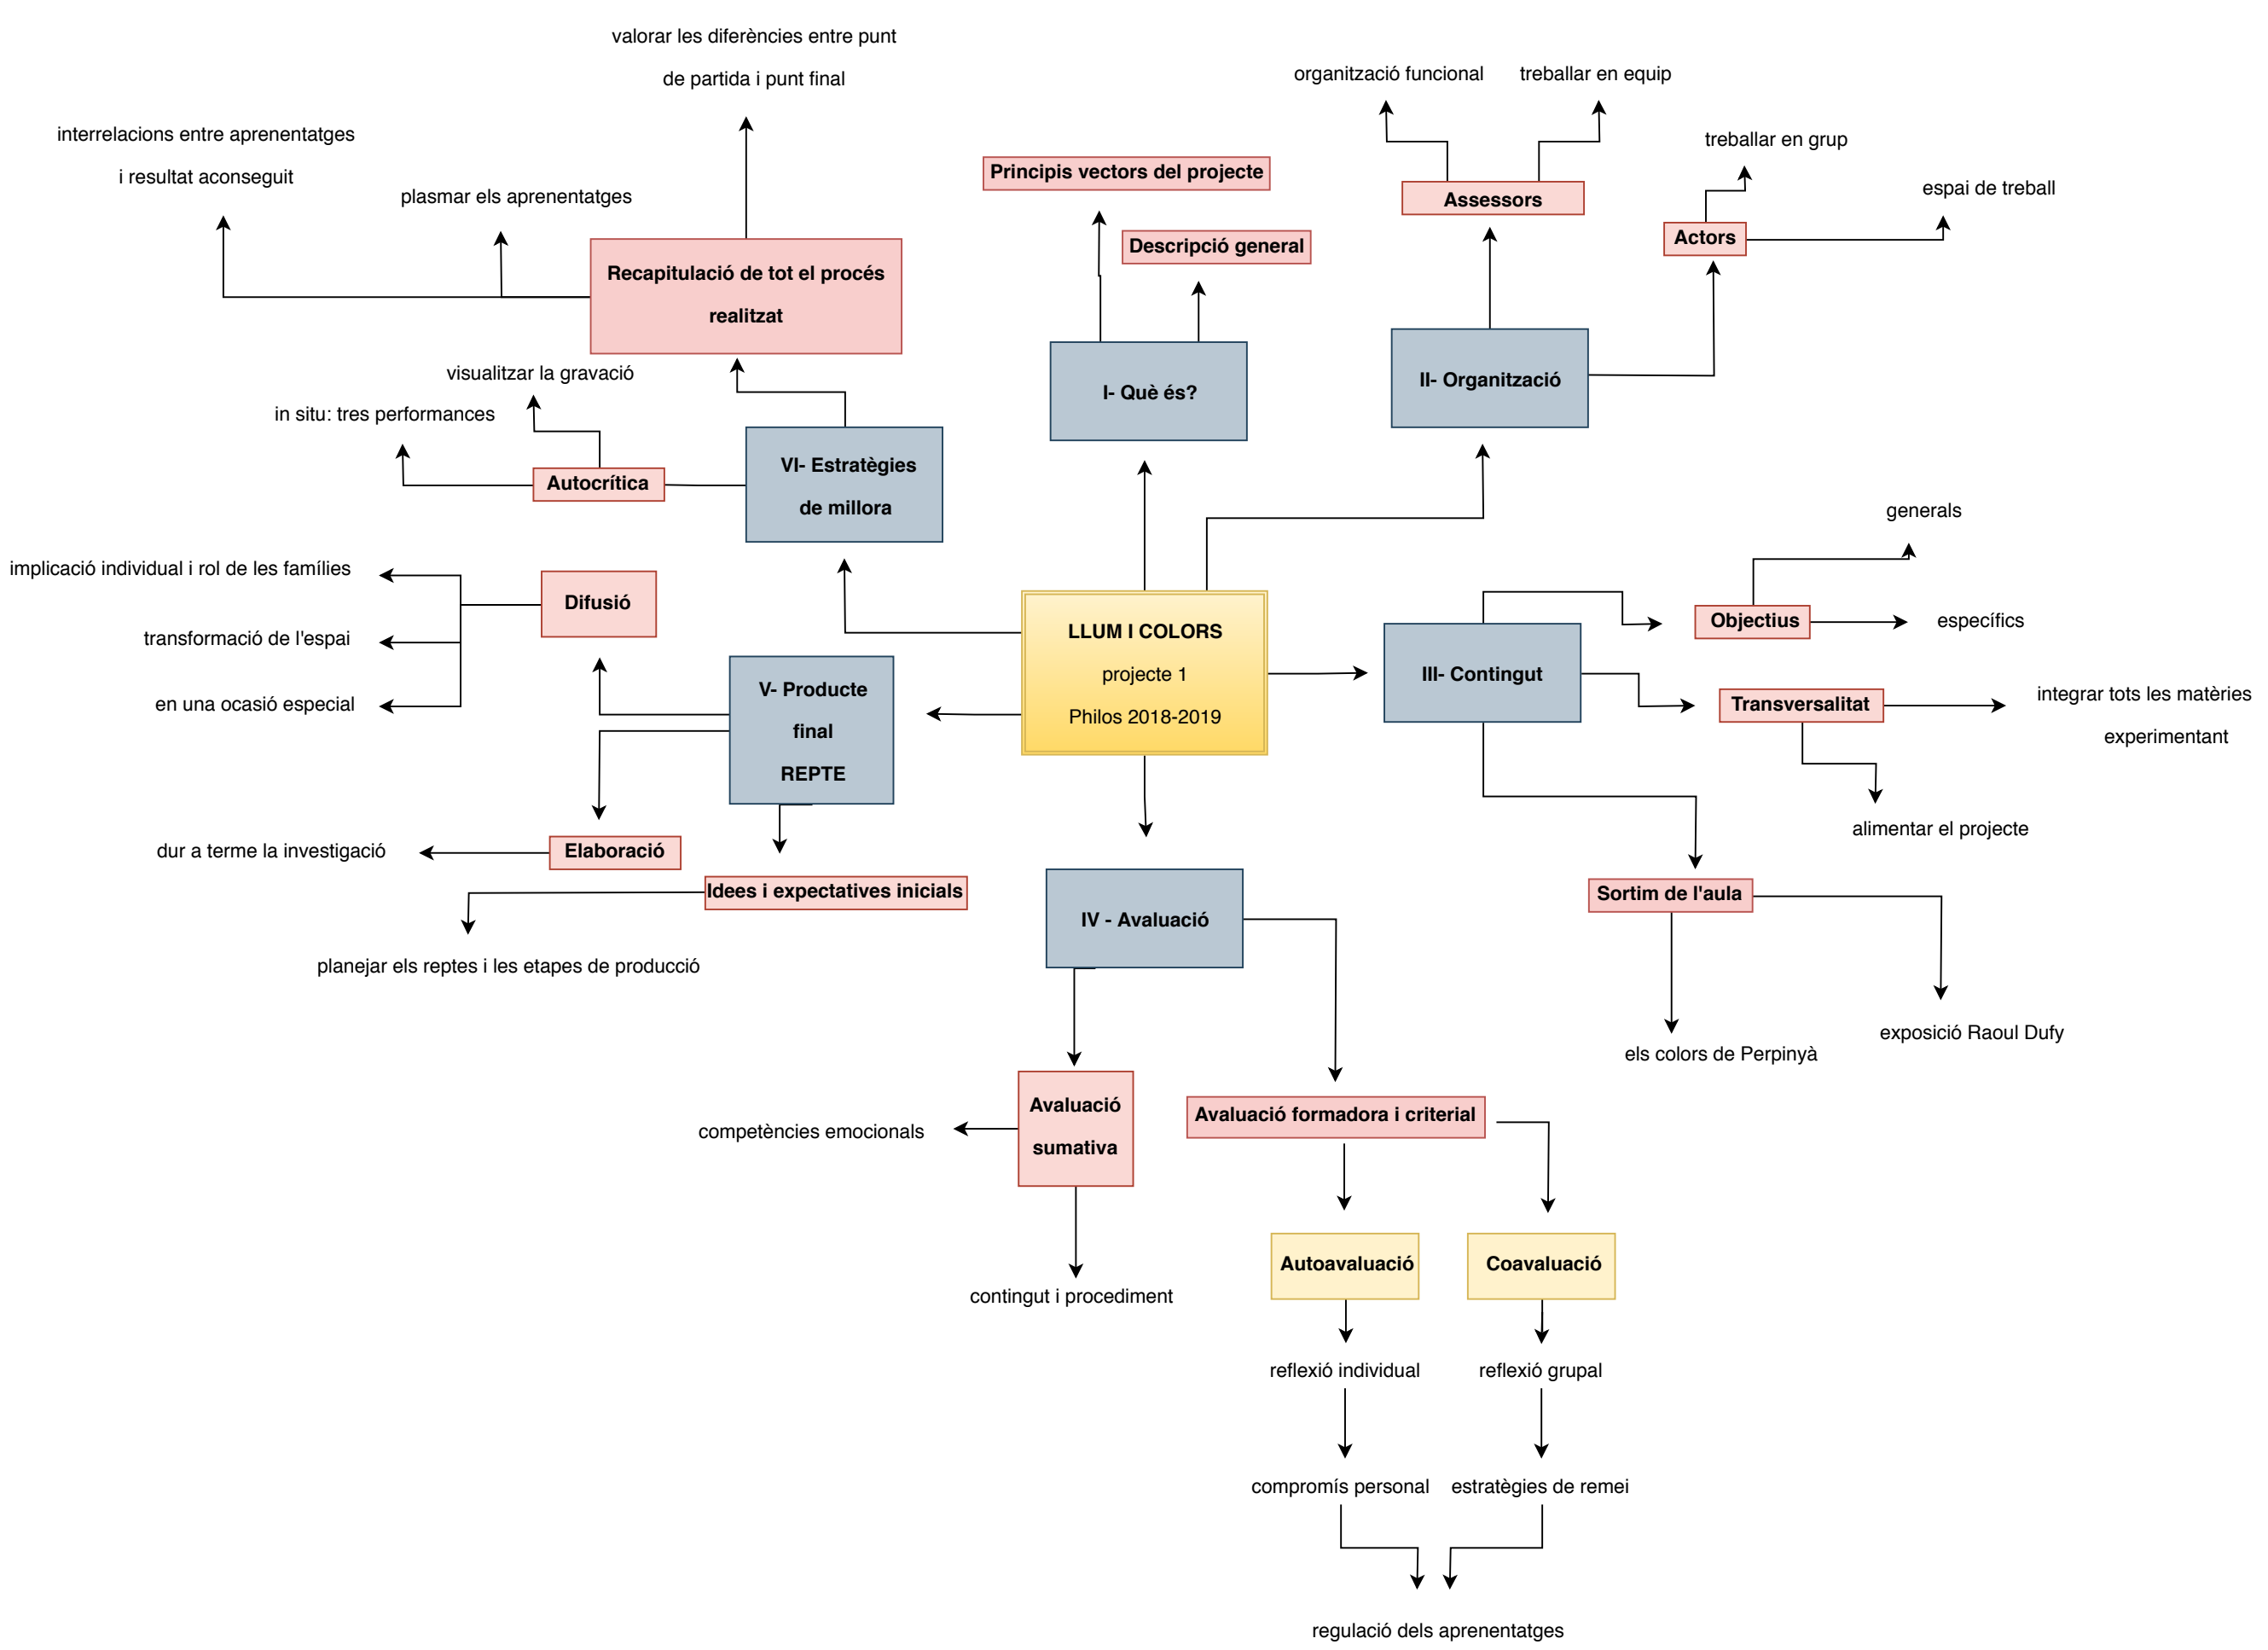 valorar les diferències entre punt
de partida i punt final
organització funcional
treballar en equip
interrelacions entre aprenentatges
i resultat aconseguit
treballar en grup
plasmar els aprenentatges
Principis vectors del projecte
Assessors
espai de treball
Actors
Descripció general
Recapitulació de tot el procés
realitzat
visualitzar la gravació
I- Què és?
II- Organització
in situ: tres performances
VI- Estratègies
de millora
Autocrítica
generals
implicació individual i rol de les famílies
Difusió
transformació de l'espai
en una ocasió especial
LLUM I COLORS
projecte 1
Philos 2018-2019
Objectius
específics
III- Contingut
V- Producte
final
REPTE
Transversalitat
integrar tots les matèries
experimentant
alimentar el projecte
dur a terme la investigació
Elaboració
Idees i expectatives inicials
Sortim de l'aula
IV - Avaluació
planejar els reptes i les etapes de producció
exposició Raoul Dufy
els colors de Perpinyà
Avaluació
sumativa
competències emocionals
Avaluació formadora i criterial
Autoavaluació
Coavaluació
contingut i procediment
reflexió individual
reflexió grupal
compromís personal
estratègies de remei
regulació dels aprenentatges